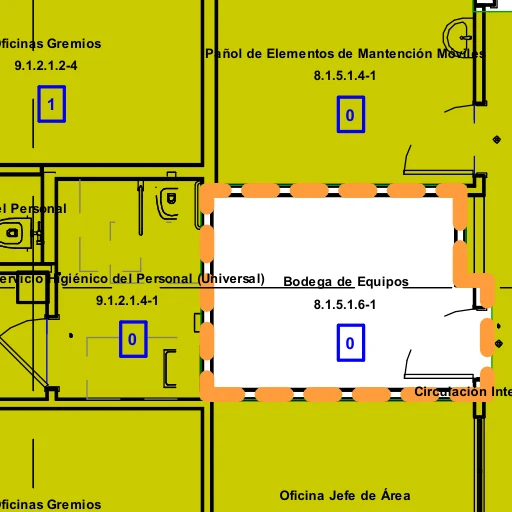 Oficinas Gremios
9.1.2.1.2-4
1
Pañol de Elementos de Mantención Moviles
8.1.5.1.4-1
0
el Personal
Servicio Higiénico del Personal (Universal)
9.1.2.1.4-1
0
Bodega de Equipos
8.1.5.1.6-1
0
Circulación Inte
Oficinas Gremios
Oficina Jefe de Área